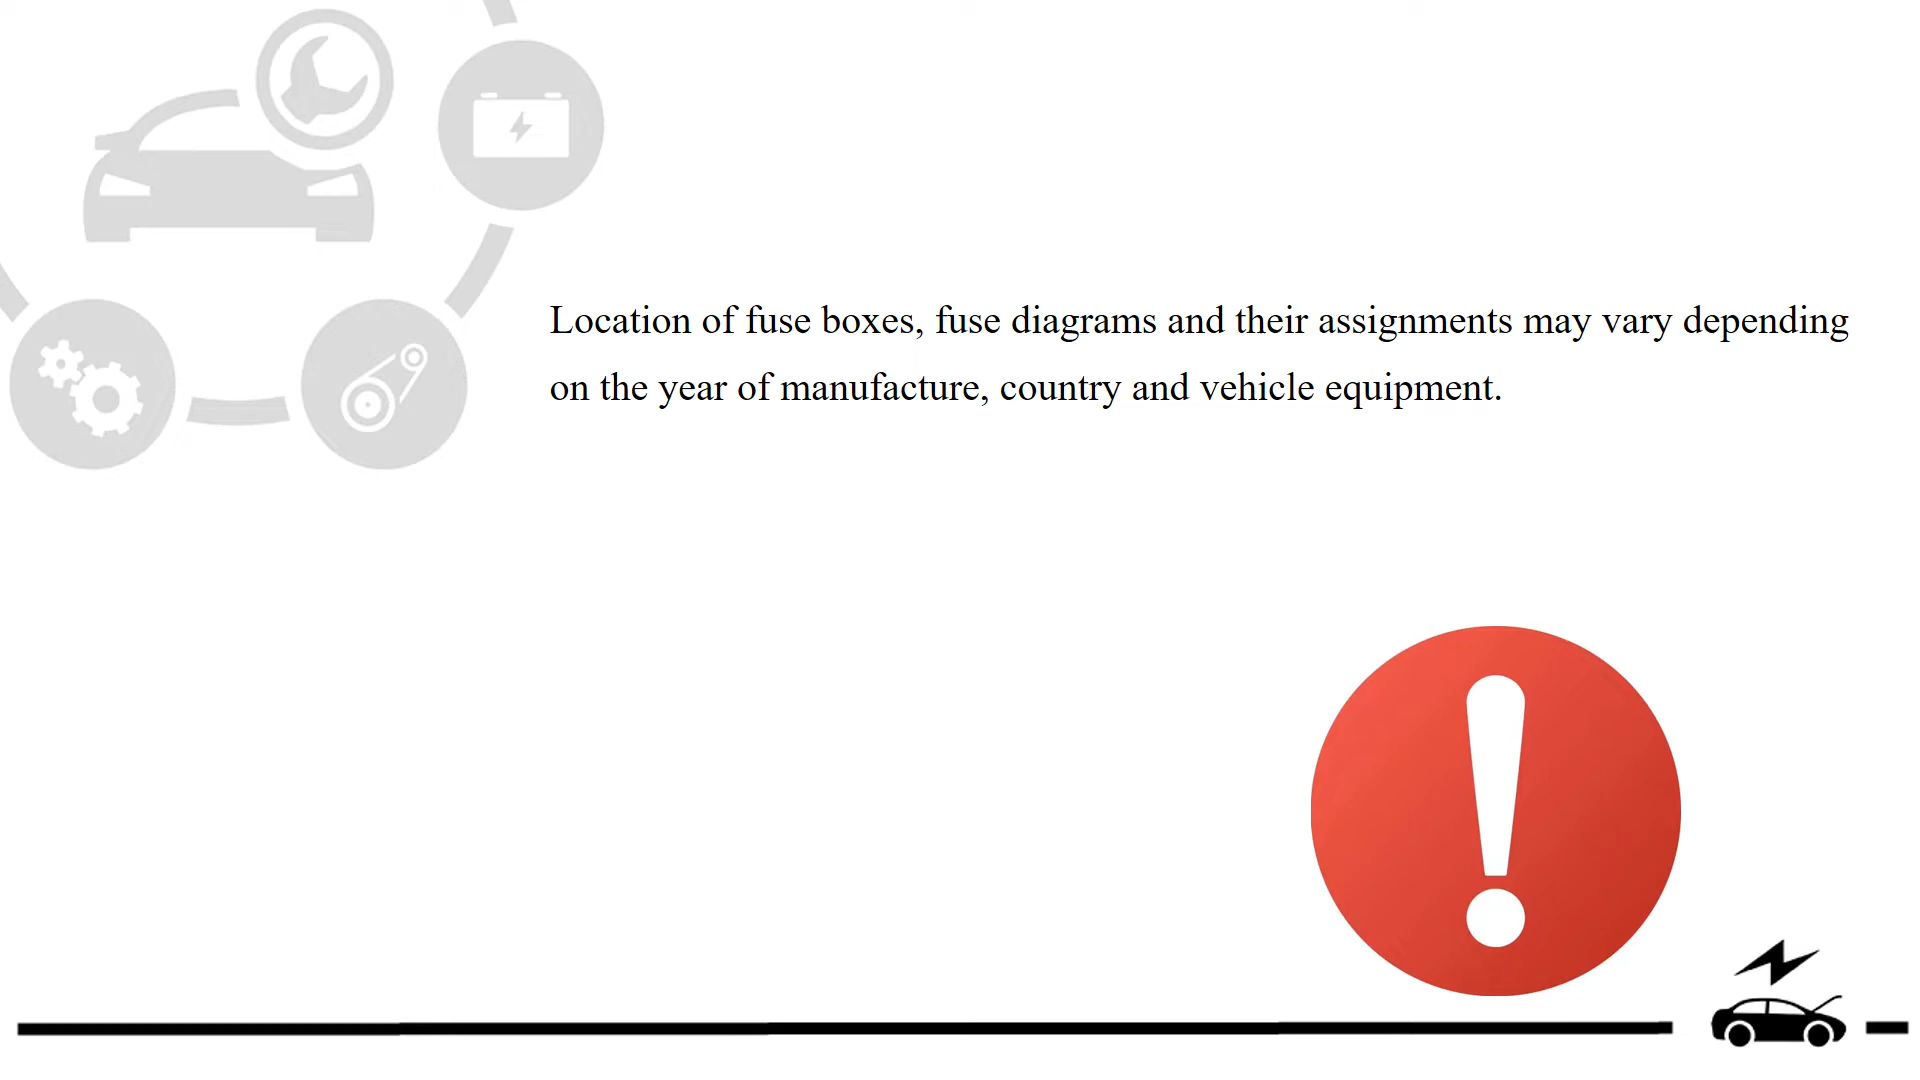 Location of fuse boxes, fuse diagrams and their assignments may vary depending
on the year of manufacture, country and vehicle equipment.